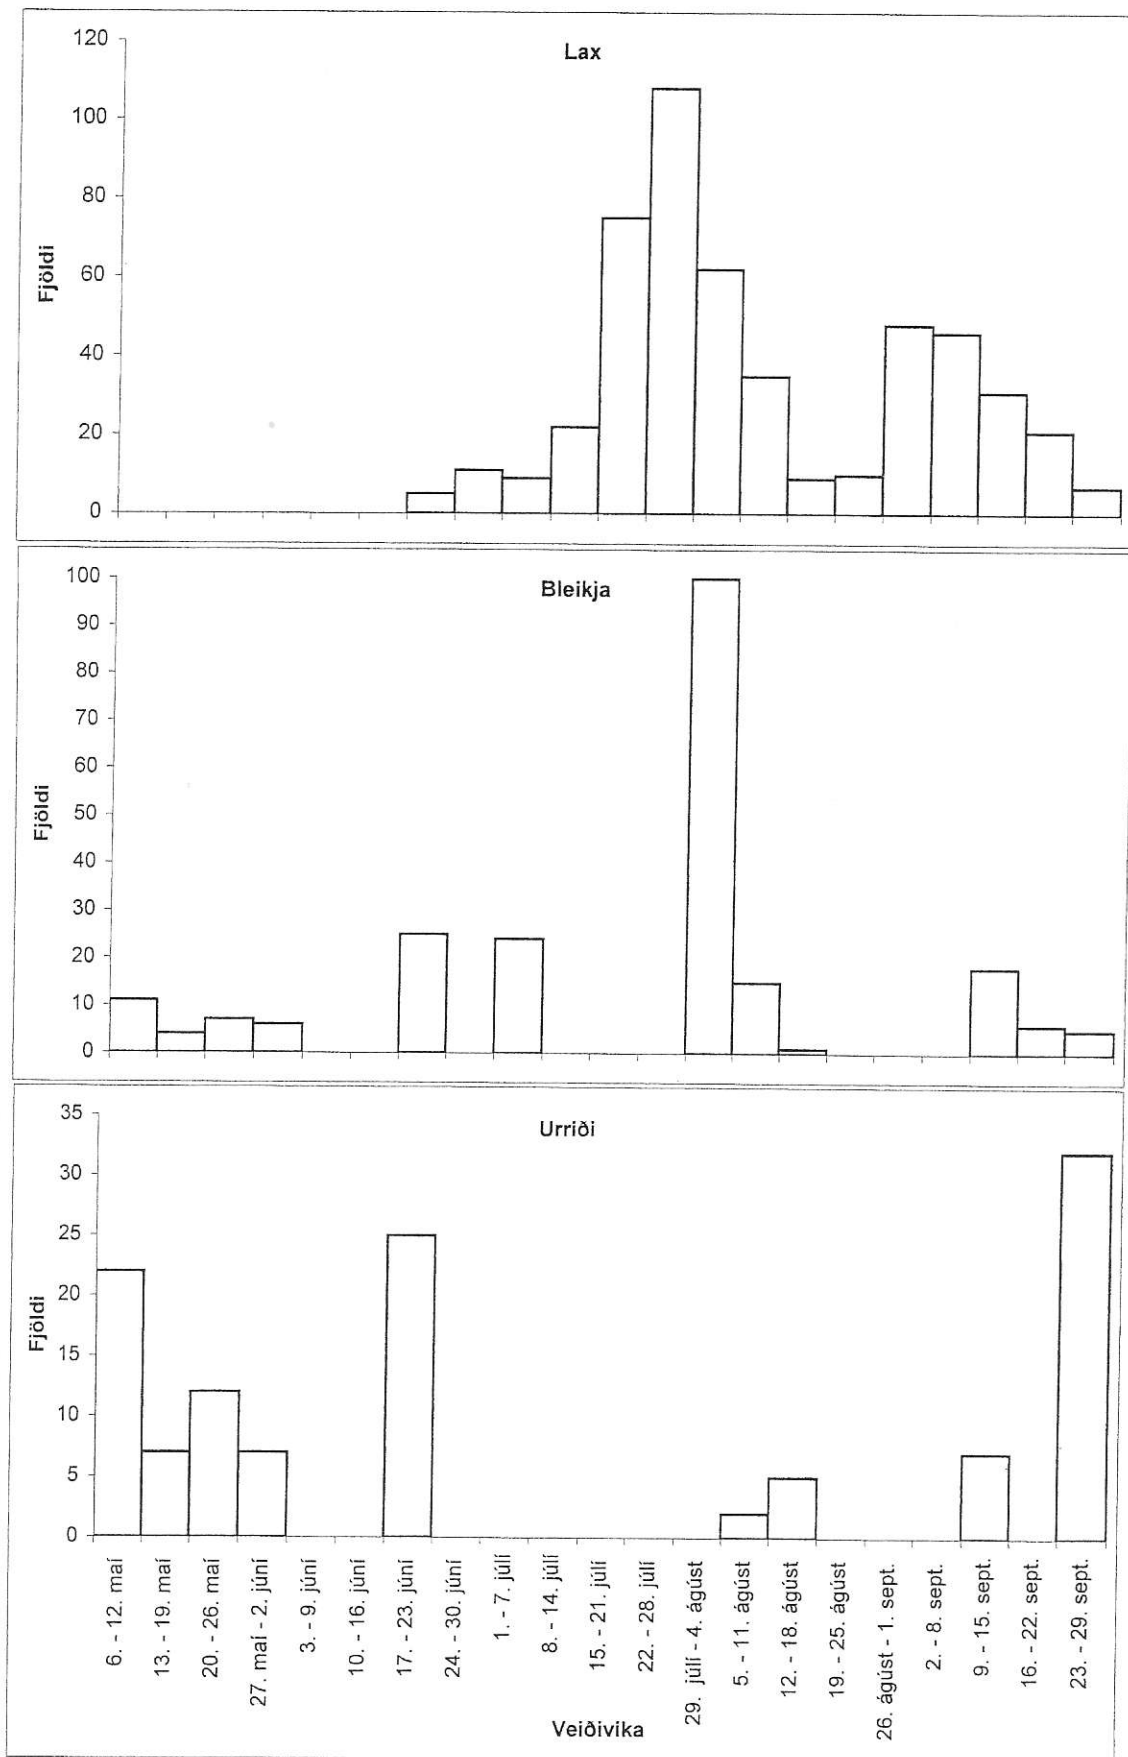 Lax
120
100
80
60
40
20
0
Fjöldi
Bleikja
100
90
80
70
60
50
40
30
20
10
0
Fjöldi
Urriði
35
30
25
20
15
10
5
0
Fjöldi
6. - 12. maí
13. - 19. maí
20. - 26. maí
27. maí - 2. júní
3. - 9. júní
10. - 16. júní
17. - 23. júní
24. - 30. júní
1. - 7. júlí
8. - 14. júlí
15. - 21. júlí
22. - 28. júlí
29. júlí - 4. ágúst
5. - 11. ágúst
12. - 18. ágúst
19. - 25. ágúst
26. ágúst - 1. sept.
2. - 8. sept.
9. - 15. sept.
16. - 22. sept.
23. - 29. sept.
Veiðivika